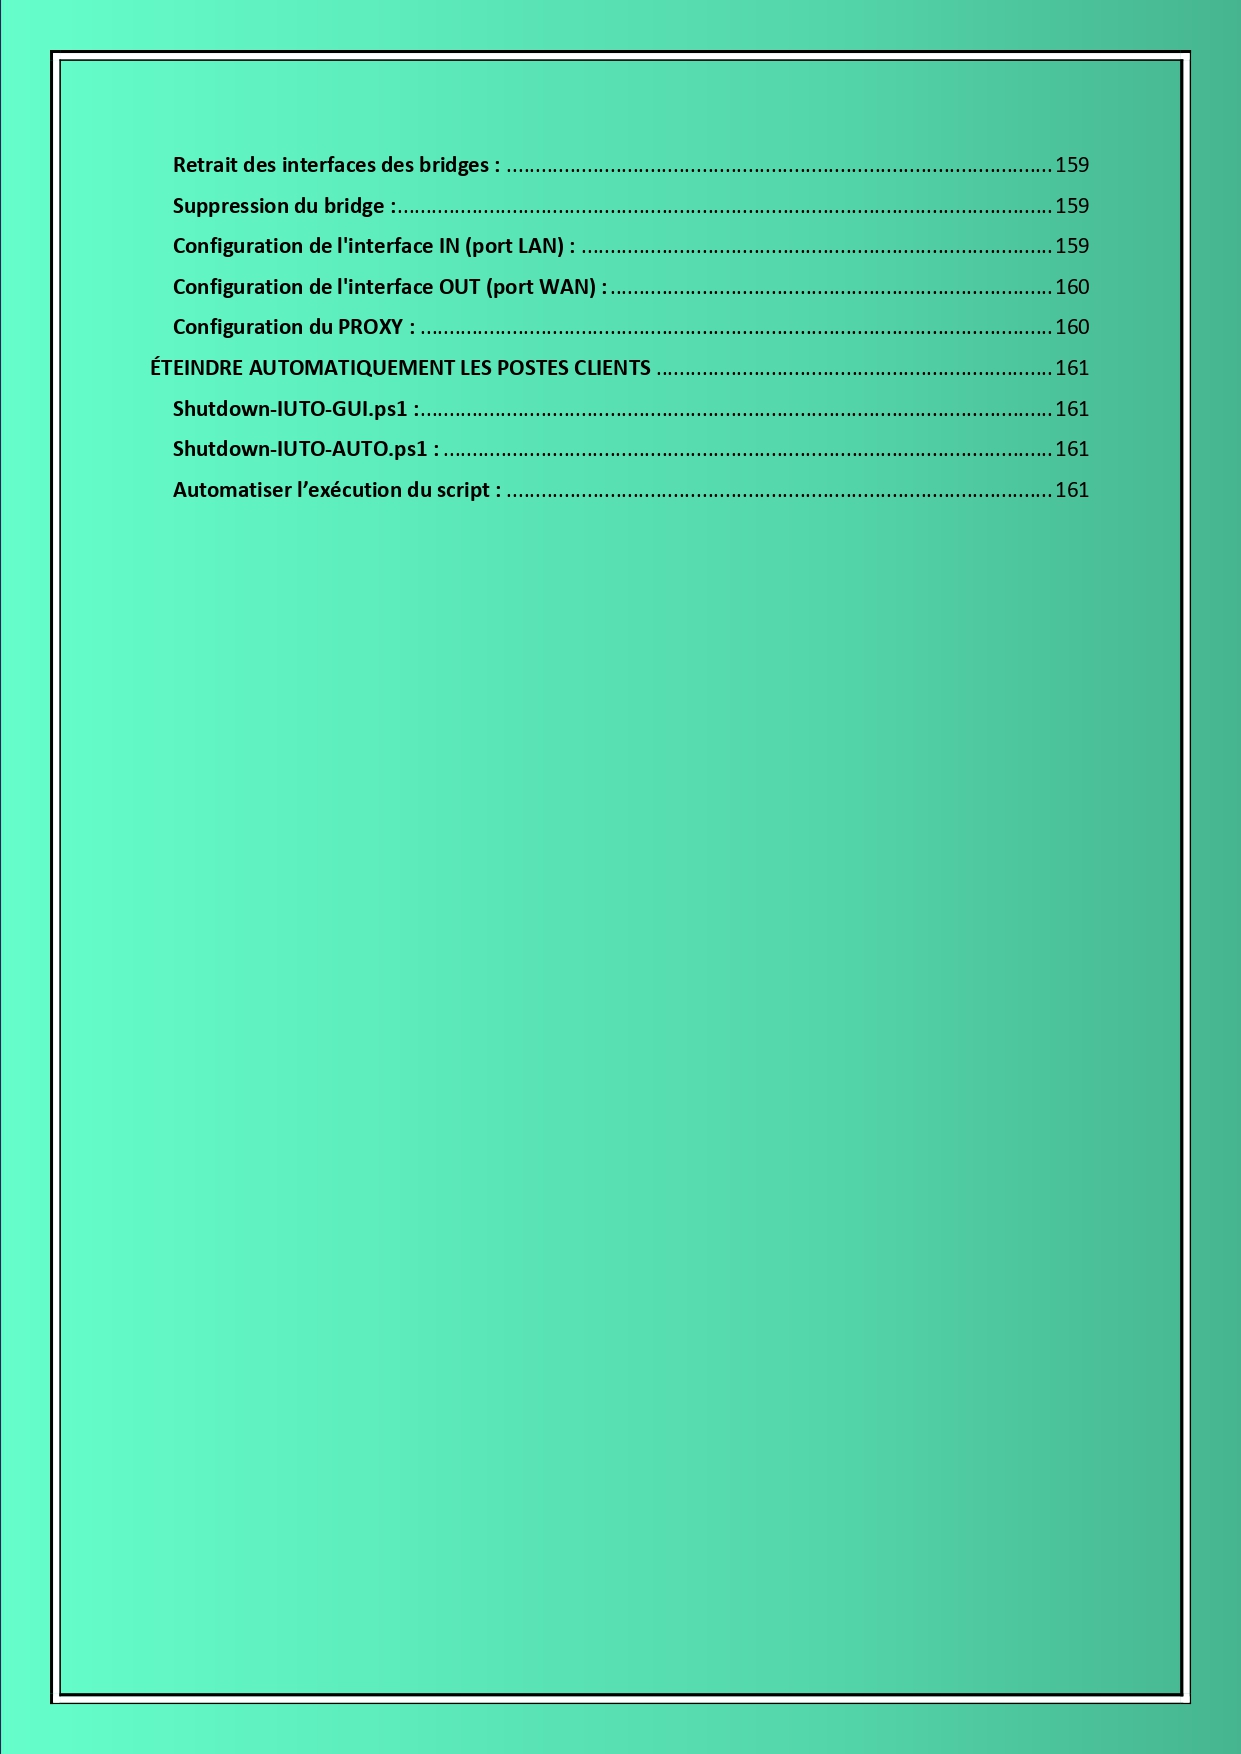 Retrait des interfaces des bridges : ........................................................................................................ 159
Suppression du bridge : ........................................................................................................ 159
Configuration de l'interface IN (port LAN) : ........................................................................................................ 159
Configuration de l'interface OUT (port WAN) : ........................................................................................................ 160
Configuration du PROXY : ........................................................................................................ 160
ÉTEINDRE AUTOMATIQUEMENT LES POSTES CLIENTS ........................................................................................................ 161
Shutdown-IUTO-GUI.ps1 : ........................................................................................................ 161
Shutdown-IUTO-AUTO.ps1 : ........................................................................................................ 161
Automatiser l’exécution du script : ........................................................................................................ 161